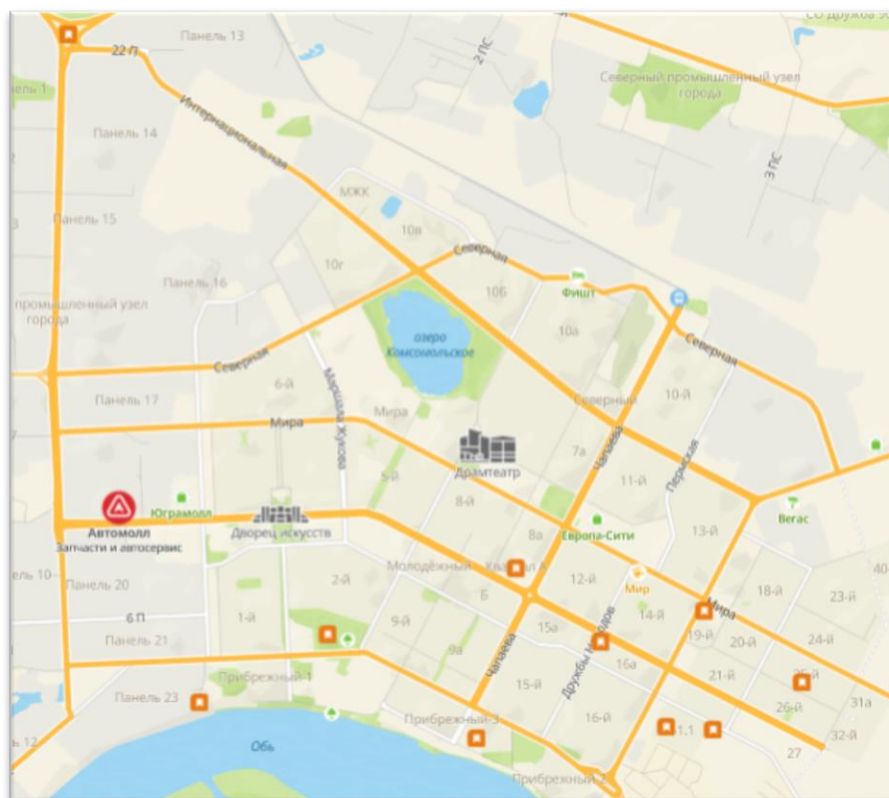 Панель 13
22 П
2 ПС
Северный промышленный узел
города
Панель 14
Интернациональная
3 ПС
МЖК
Панель 15
10в
Северная
10г
Панель 16
10Б
Фишт
промышленный узел
города
озеро
Комсомольское
10а
Северная
Северная
6-й
10-й
Панель 17
Маршала Жукова
Мира
Северный
Мира
Чапаева
7а
Драмтеатр
Пермская
5-й
11-й
8-й
Юграмолл
Вегас
Автомолл
Запчасти и автосервис
Дворец искусств
8а
Европа-Сити
13-й
Молодёжный
Панель 20
2-й
12-й
Мир
18-й
23-й
Б
6 П
1-й
9-й
14-й
Мира
15а
Дружбы Народов
19-й
20-й
24-й
Панель 21
9а
Чапаева
16а
21-й
Прибрежный-1
15-й
31а
Панель 23
26-й
Прибрежный-3
16-й
32-й
Обь
27
Прибрежный-2